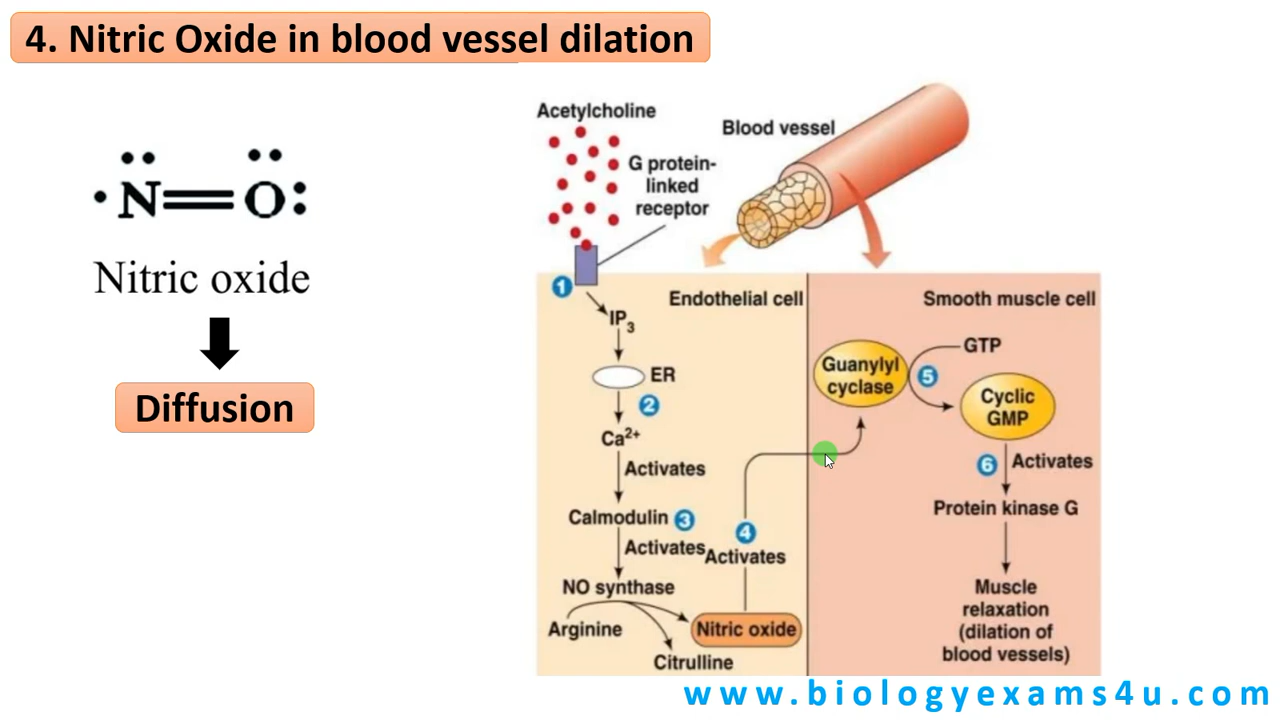 4. Nitric Oxide in blood vessel dilation
•• ••
• N=O:
Nitric oxide
Diffusion
Acetylcholine
G protein-
linked
receptor
Blood vessel
1
Endothelial cell
IP3
ER
2
Ca2+
Activates
Calmodulin 3
Activates
NO synthase
Arginine
Citrulline
Nitric oxide
4
Activates
Smooth muscle cell
Guanylyl
cyclase
5
GTP
Cyclic
GMP
6 Activates
Protein kinase G
Muscle
relaxation
(dilation of
blood vessels)
www.biologyexams4u.com